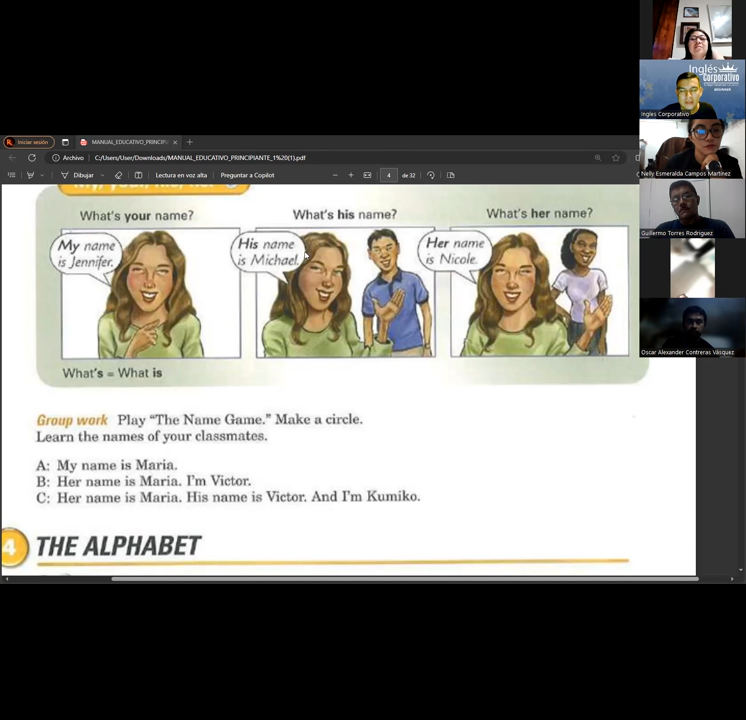 Iniciar sesión
MANUAL_EDUCATIVO_PRINCIPI
Archivo
C:/Users/User/Downloads/MANUAL_EDUCATIVO_PRINCIPIANTE_1%20(1).pdf
Dibujar
Lectura en voz alta
Preguntar a Copilot
4
de 32
What's your name?
What's his name?
What's her name?
My name
is Jennifer.
His name
is Michael.
Her name
is Nicole.
What's = What is
Group work Play “The Name Game.” Make a circle.
Learn the names of your classmates.
A: My name is Maria.
B: Her name is Maria. I'm Victor.
C: Her name is Maria. His name is Victor. And I'm Kumiko.
4 THE ALPHABET
Inglés
Corporativo
Ingles Corporativo
Nelly Esmeralda Campos Martínez
Guillermo Torres Rodriguez
Oscar Alexander Contreras Vásquez